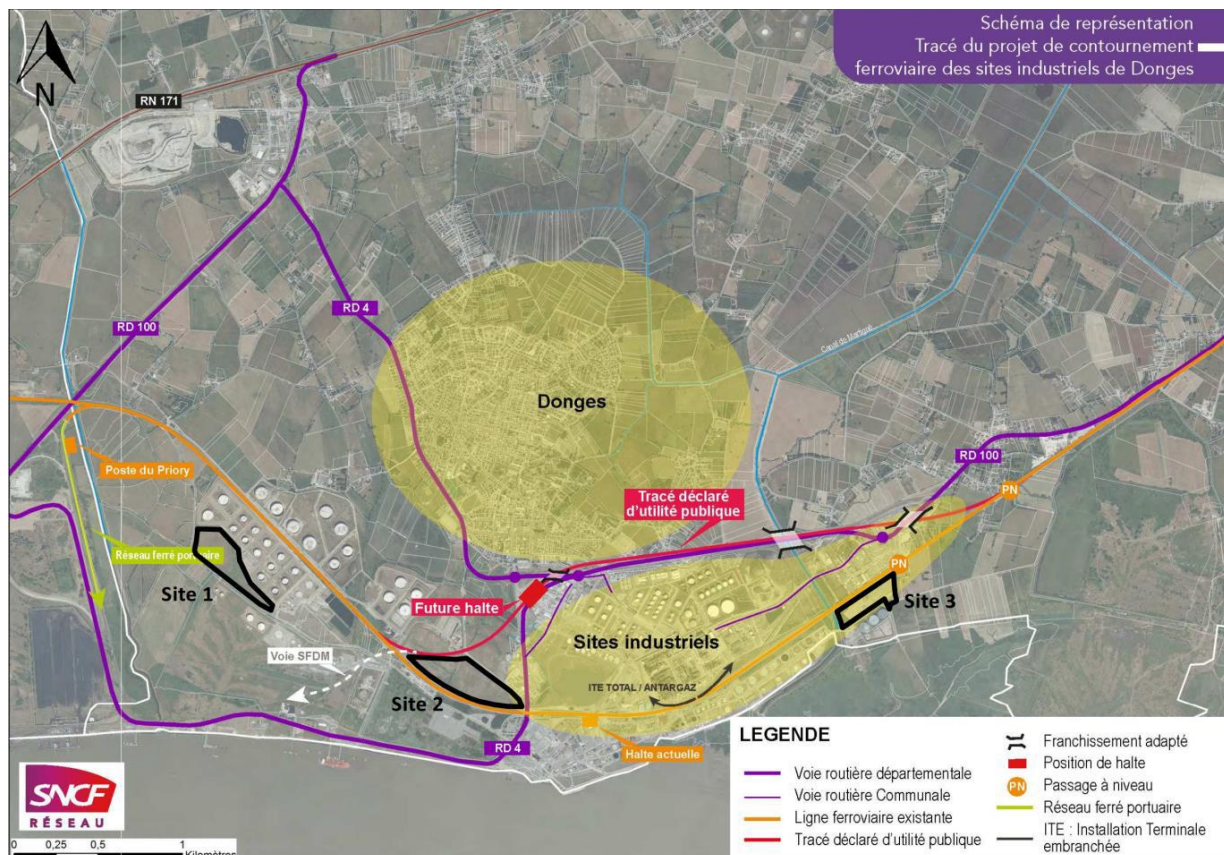 Schéma de représentation
Tracé du projet de contournement
ferroviaire des sites industriels de Donges
N
RN 171
RD 4
RD 100
Canal de Martigné
Donges
Poste du Priory
RD 100
PN
Tracé déclaré
d'utilité publique
Réseau ferré portuaire
PN
Site 1
Future halte
Site 3
Sites industriels
Voie SFDM
ITE TOTAL / ANTARGAZ
Site 2
RD 4
Halte actuelle
LEGENDE
Voie routière départementale
Voie routière Communale
Ligne ferroviaire existante
Tracé déclaré d'utilité publique
Franchissement adapté
Position de halte
PN Passage à niveau
Réseau ferré portuaire
ITE : Installation Terminale
embranchée
SNCF
RÉSEAU
0 0,25 0,5 1
Kilomètres